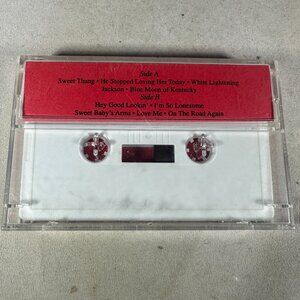 Side A
Sweet Thang • He Stopped Loving Her Today • White Lightening
Jackson • Blue Moon of Kentucky
Side B
Hey Good Lookin' • I'm So Lonesome
Sweet Baby's Arms • Love Me • On The Road Again